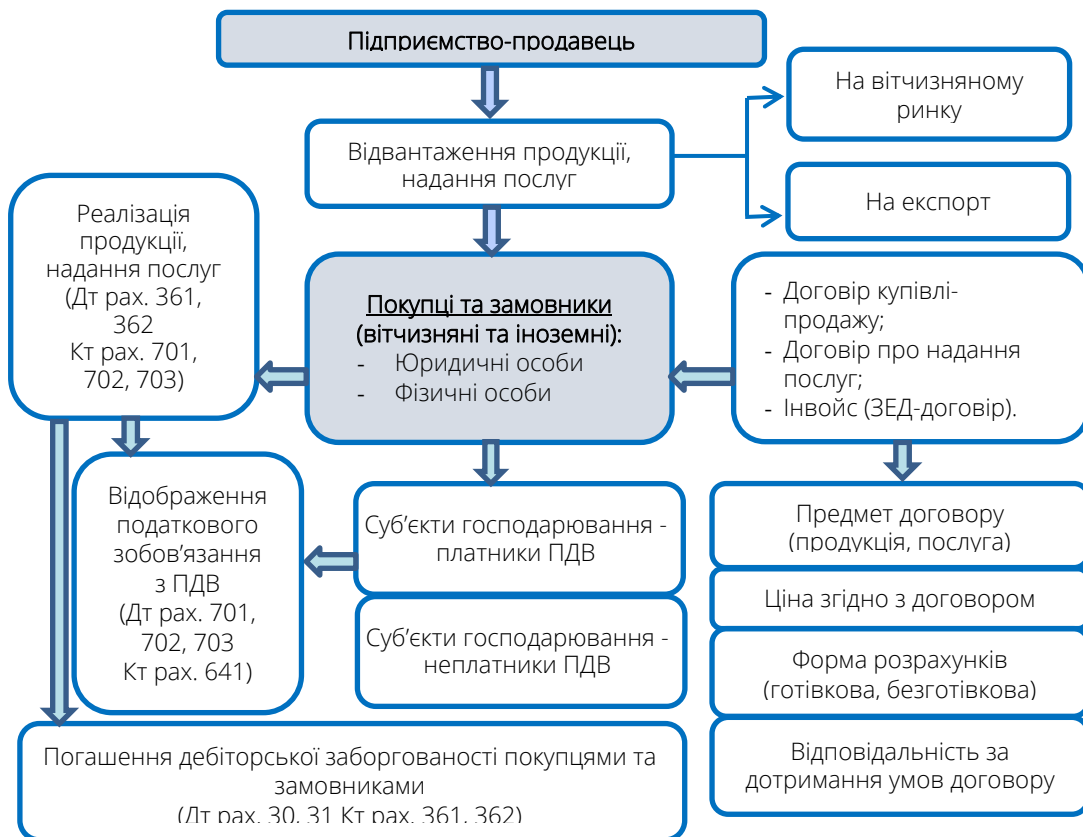 Підприємство-продавець
На вітчизняному
ринку
Відвантаження продукції,
надання послуг
На експорт
Реалізація
продукції,
надання послуг
(Дт рах. 361,
362
Кт рах. 701,
702, 703)
Покупці та замовники
(вітчизняні та іноземні):
- Юридичні особи
- Фізичні особи
- Договір купівлі-
продажу;
- Договір про надання
послуг;
- Інвойс (ЗЕД-договір).
Відображення
податкового
зобов’язання
з ПДВ
(Дт рах. 701,
702, 703
Кт рах. 641)
Суб’єкти господарювання -
платники ПДВ
Суб’єкти господарювання -
неплатники ПДВ
Предмет договору
(продукція, послуга)
Ціна згідно з договором
Форма розрахунків
(готівкова, безготівкова)
Відповідальність за
дотримання умов договору
Погашення дебіторської заборгованості покупцями та
замовниками
(Дт рах. 30, 31 Кт рах. 361, 362)